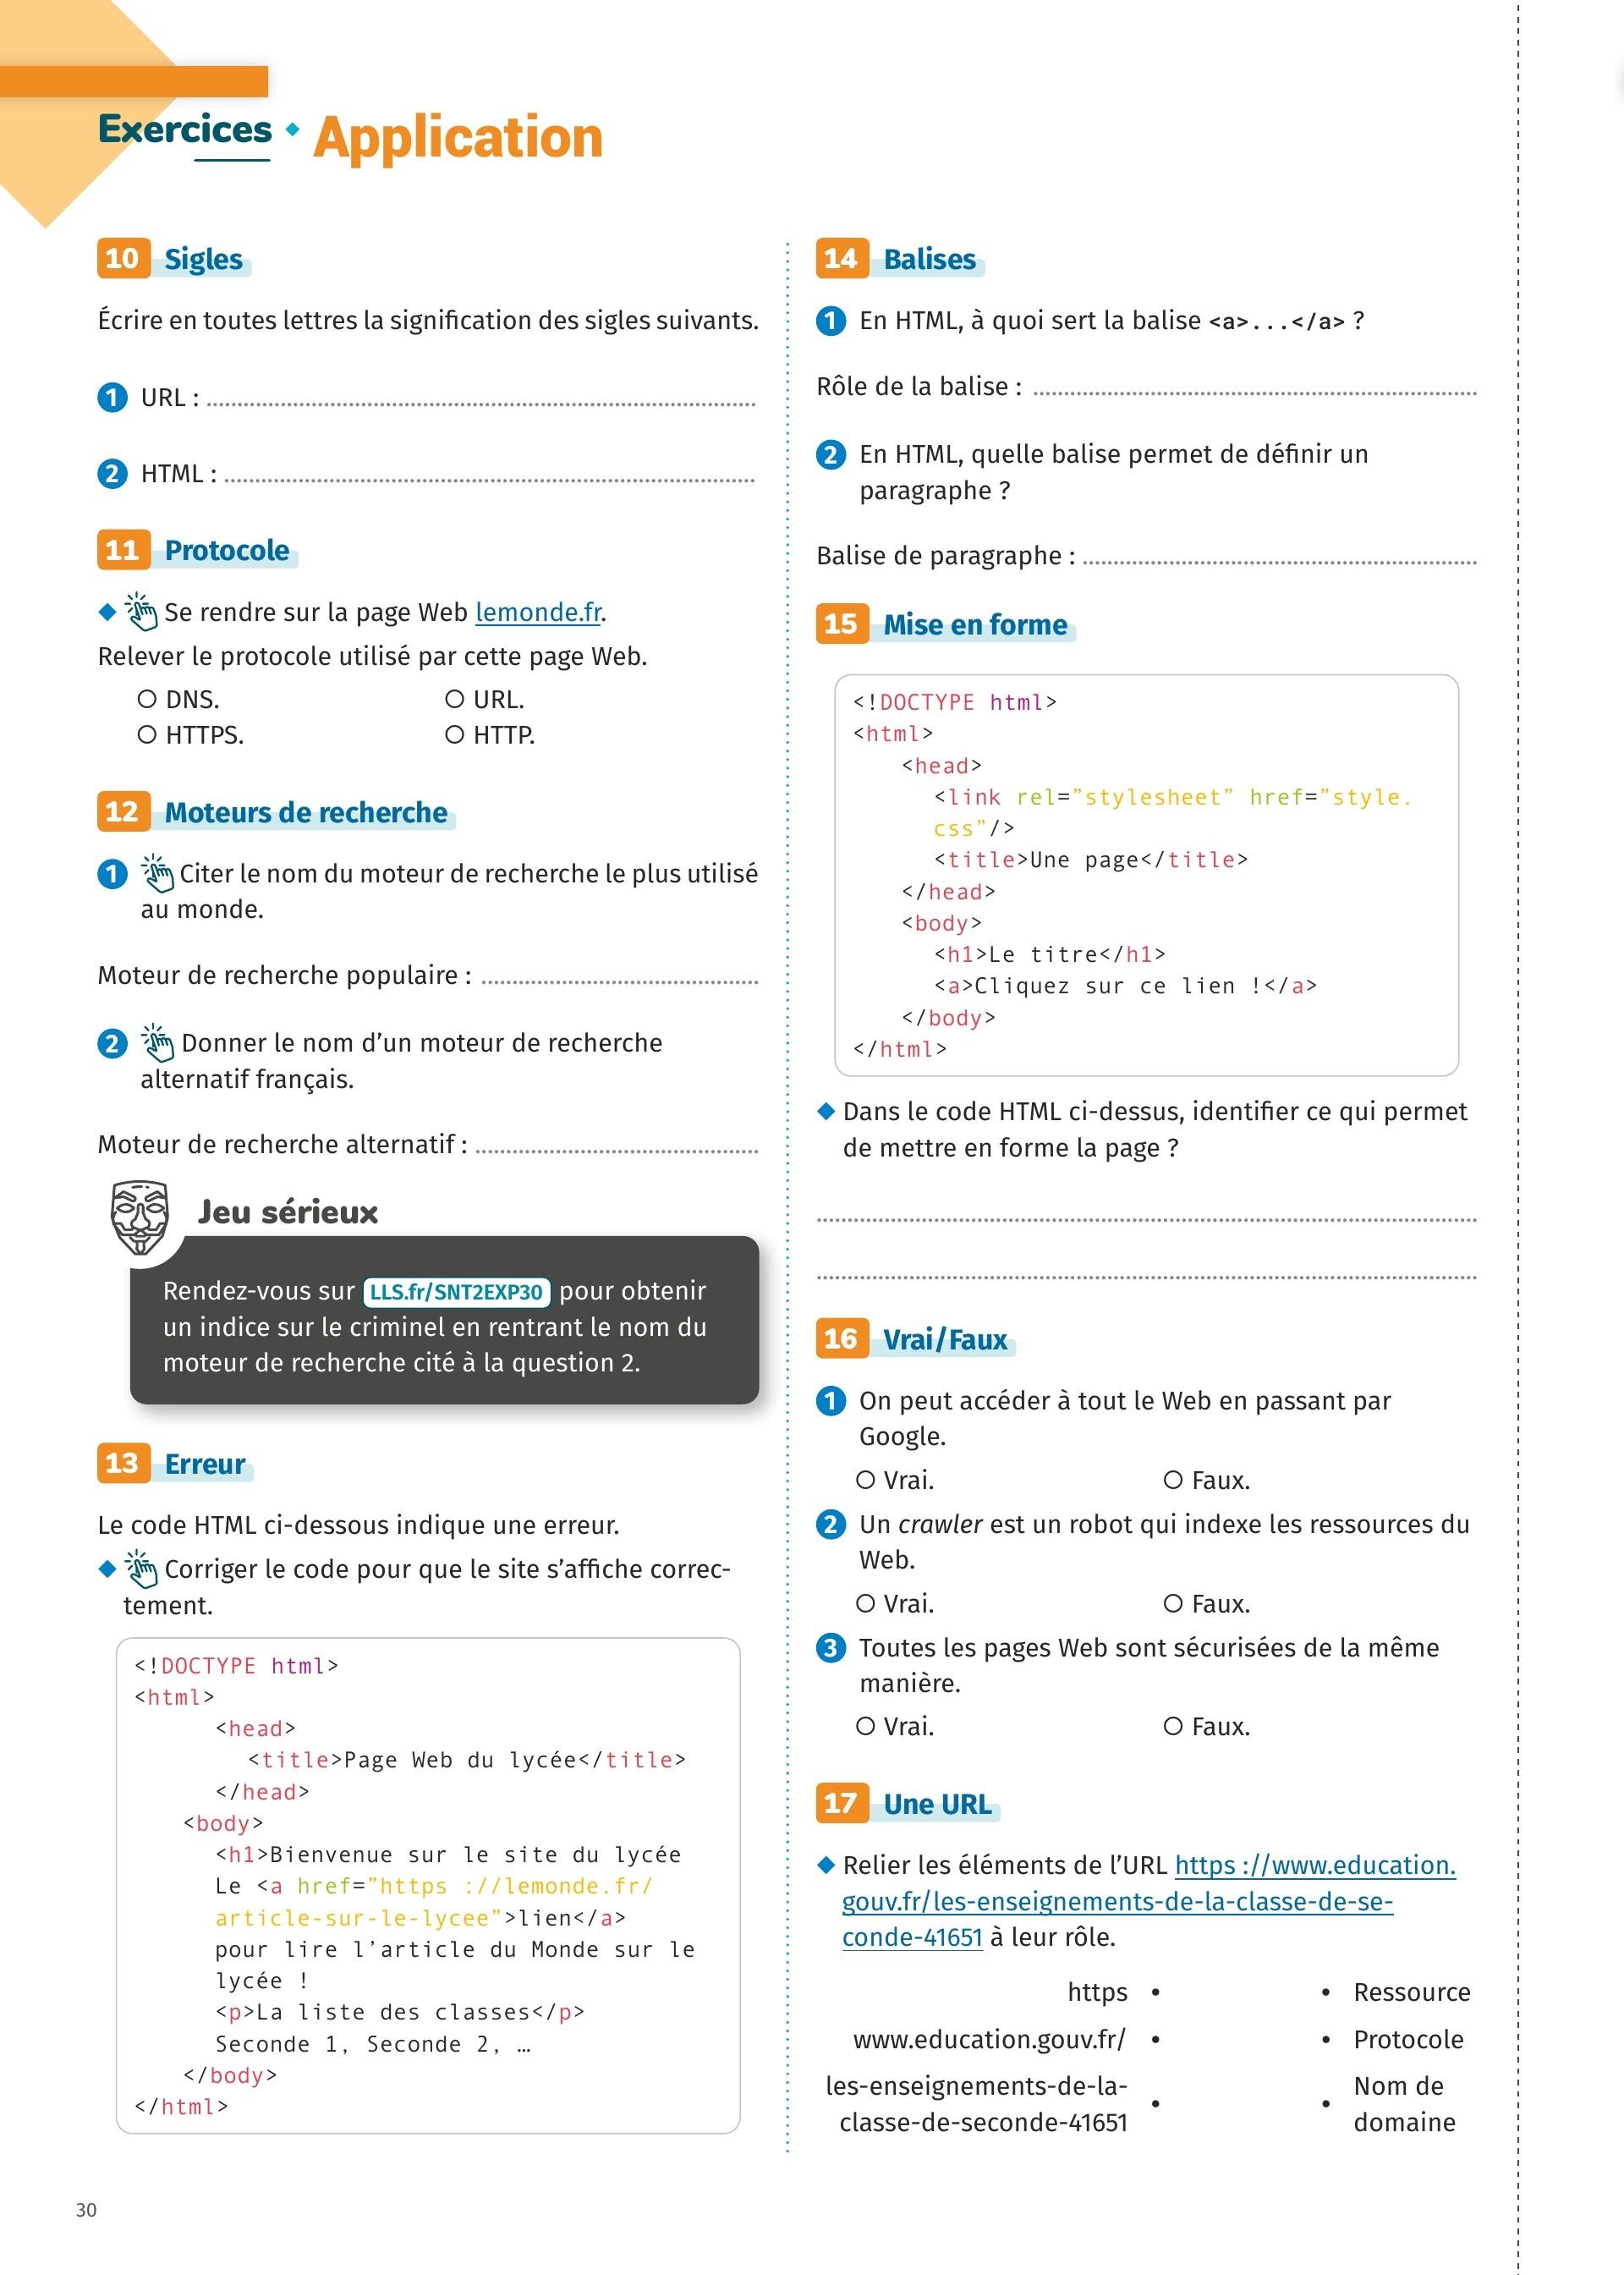 Exercices
Application
10 Sigles
Écrire en toutes lettres la signification des sigles suivants.
1 URL : ........................................
2 HTML : ........................................
11 Protocole
Se rendre sur la page Web lemonde.fr.
Relever le protocole utilisé par cette page Web.
DNS. URL.
HTTPS. HTTP.
12 Moteurs de recherche
1 Citer le nom du moteur de recherche le plus utilisé
au monde.
Moteur de recherche populaire : ........................................
2 Donner le nom d’un moteur de recherche
alternatif français.
Moteur de recherche alternatif : ........................................
Jeu sérieux
Rendez-vous sur LLS.fr/SNT2EXP30 pour obtenir
un indice sur le criminel en rentrant le nom du
moteur de recherche cité à la question 2.
13 Erreur
Le code HTML ci-dessous indique une erreur.
Corriger le code pour que le site s’affiche correc-
tement.
<!DOCTYPE html>
<html>
<head>
<title>Page Web du lycée</title>
</head>
<body>
<h1>Bienvenue sur le site du lycée
Le <a href=”https ://lemonde.fr/
article-sur-le-lycee”>lien</a>
pour lire l’article du Monde sur le
lycée !
<p>La liste des classes</p>
Seconde 1, Seconde 2, …
</body>
</html>
14 Balises
1 En HTML, à quoi sert la balise <a>...</a> ?
Rôle de la balise : ........................................
2 En HTML, quelle balise permet de définir un
paragraphe ?
Balise de paragraphe : ........................................
15 Mise en forme
<!DOCTYPE html>
<html>
<head>
<link rel=”stylesheet” href=”style.
css”/>
<title>Une page</title>
</head>
<body>
<h1>Le titre</h1>
<a>Cliquez sur ce lien !</a>
</body>
</html>
Dans le code HTML ci-dessus, identifier ce qui permet
de mettre en forme la page ?
........................................
........................................
16 Vrai/Faux
1 On peut accéder à tout le Web en passant par
Google.
Vrai. Faux.
2 Un crawler est un robot qui indexe les ressources du
Web.
Vrai. Faux.
3 Toutes les pages Web sont sécurisées de la même
manière.
Vrai. Faux.
17 Une URL
Relier les éléments de l’URL https ://www.education.
gouv.fr/les-enseignements-de-la-classe-de-se-
conde-41651 à leur rôle.
https • • Ressource
www.education.gouv.fr/ • • Protocole
les-enseignements-de-la-
classe-de-seconde-41651 •
• Nom de
domaine
30